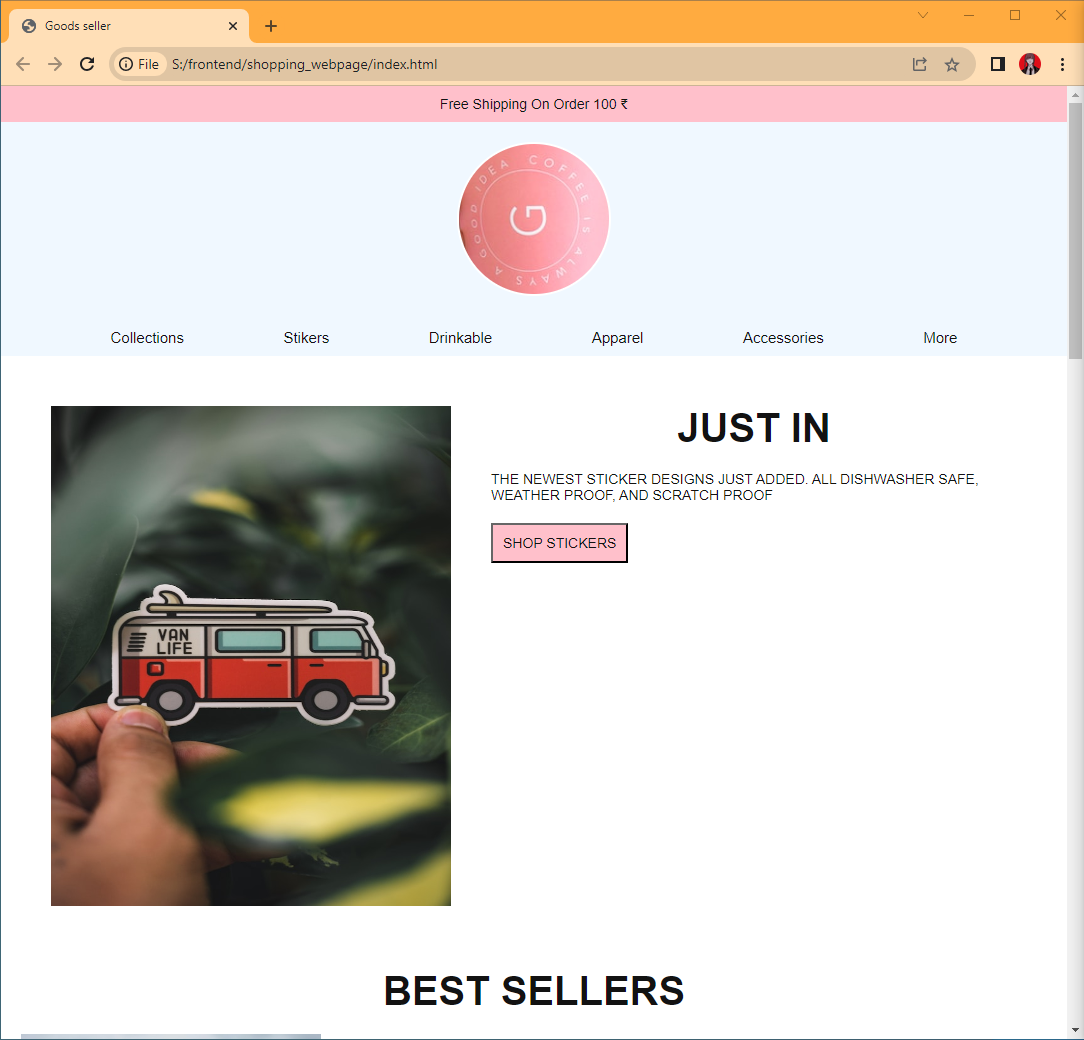 Goods seller
File S:/frontend/shopping_webpage/index.html
Free Shipping On Order 100 ₹
A GOOD IDEA COFFEE IS ALWAYS
G
Collections Stikers Drinkable Apparel Accessories More
JUST IN
THE NEWEST STICKER DESIGNS JUST ADDED. ALL DISHWASHER SAFE,
WEATHER PROOF, AND SCRATCH PROOF
SHOP STICKERS
VAN
LIFE
BEST SELLERS